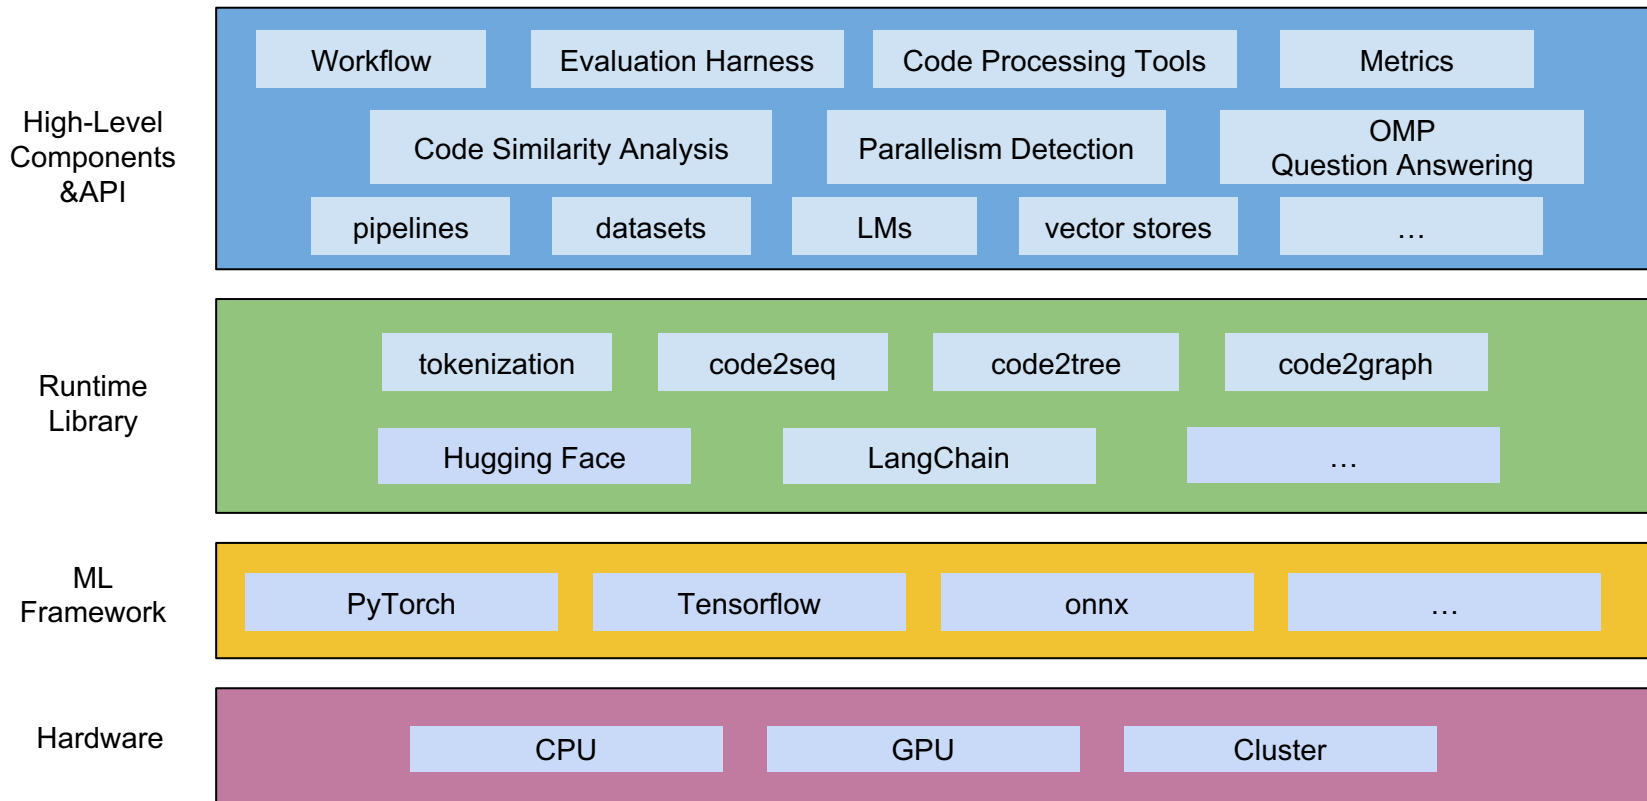 Workflow
Evaluation Harness
Code Processing Tools
Metrics
High-Level
Components
&API
Code Similarity Analysis
Parallelism Detection
OMP
Question Answering
pipelines
datasets
LMs
vector stores
…
Runtime
Library
tokenization
code2seq
code2tree
code2graph
Hugging Face
LangChain
…
ML
Framework
PyTorch
Tensorflow
onnx
…
Hardware
CPU
GPU
Cluster